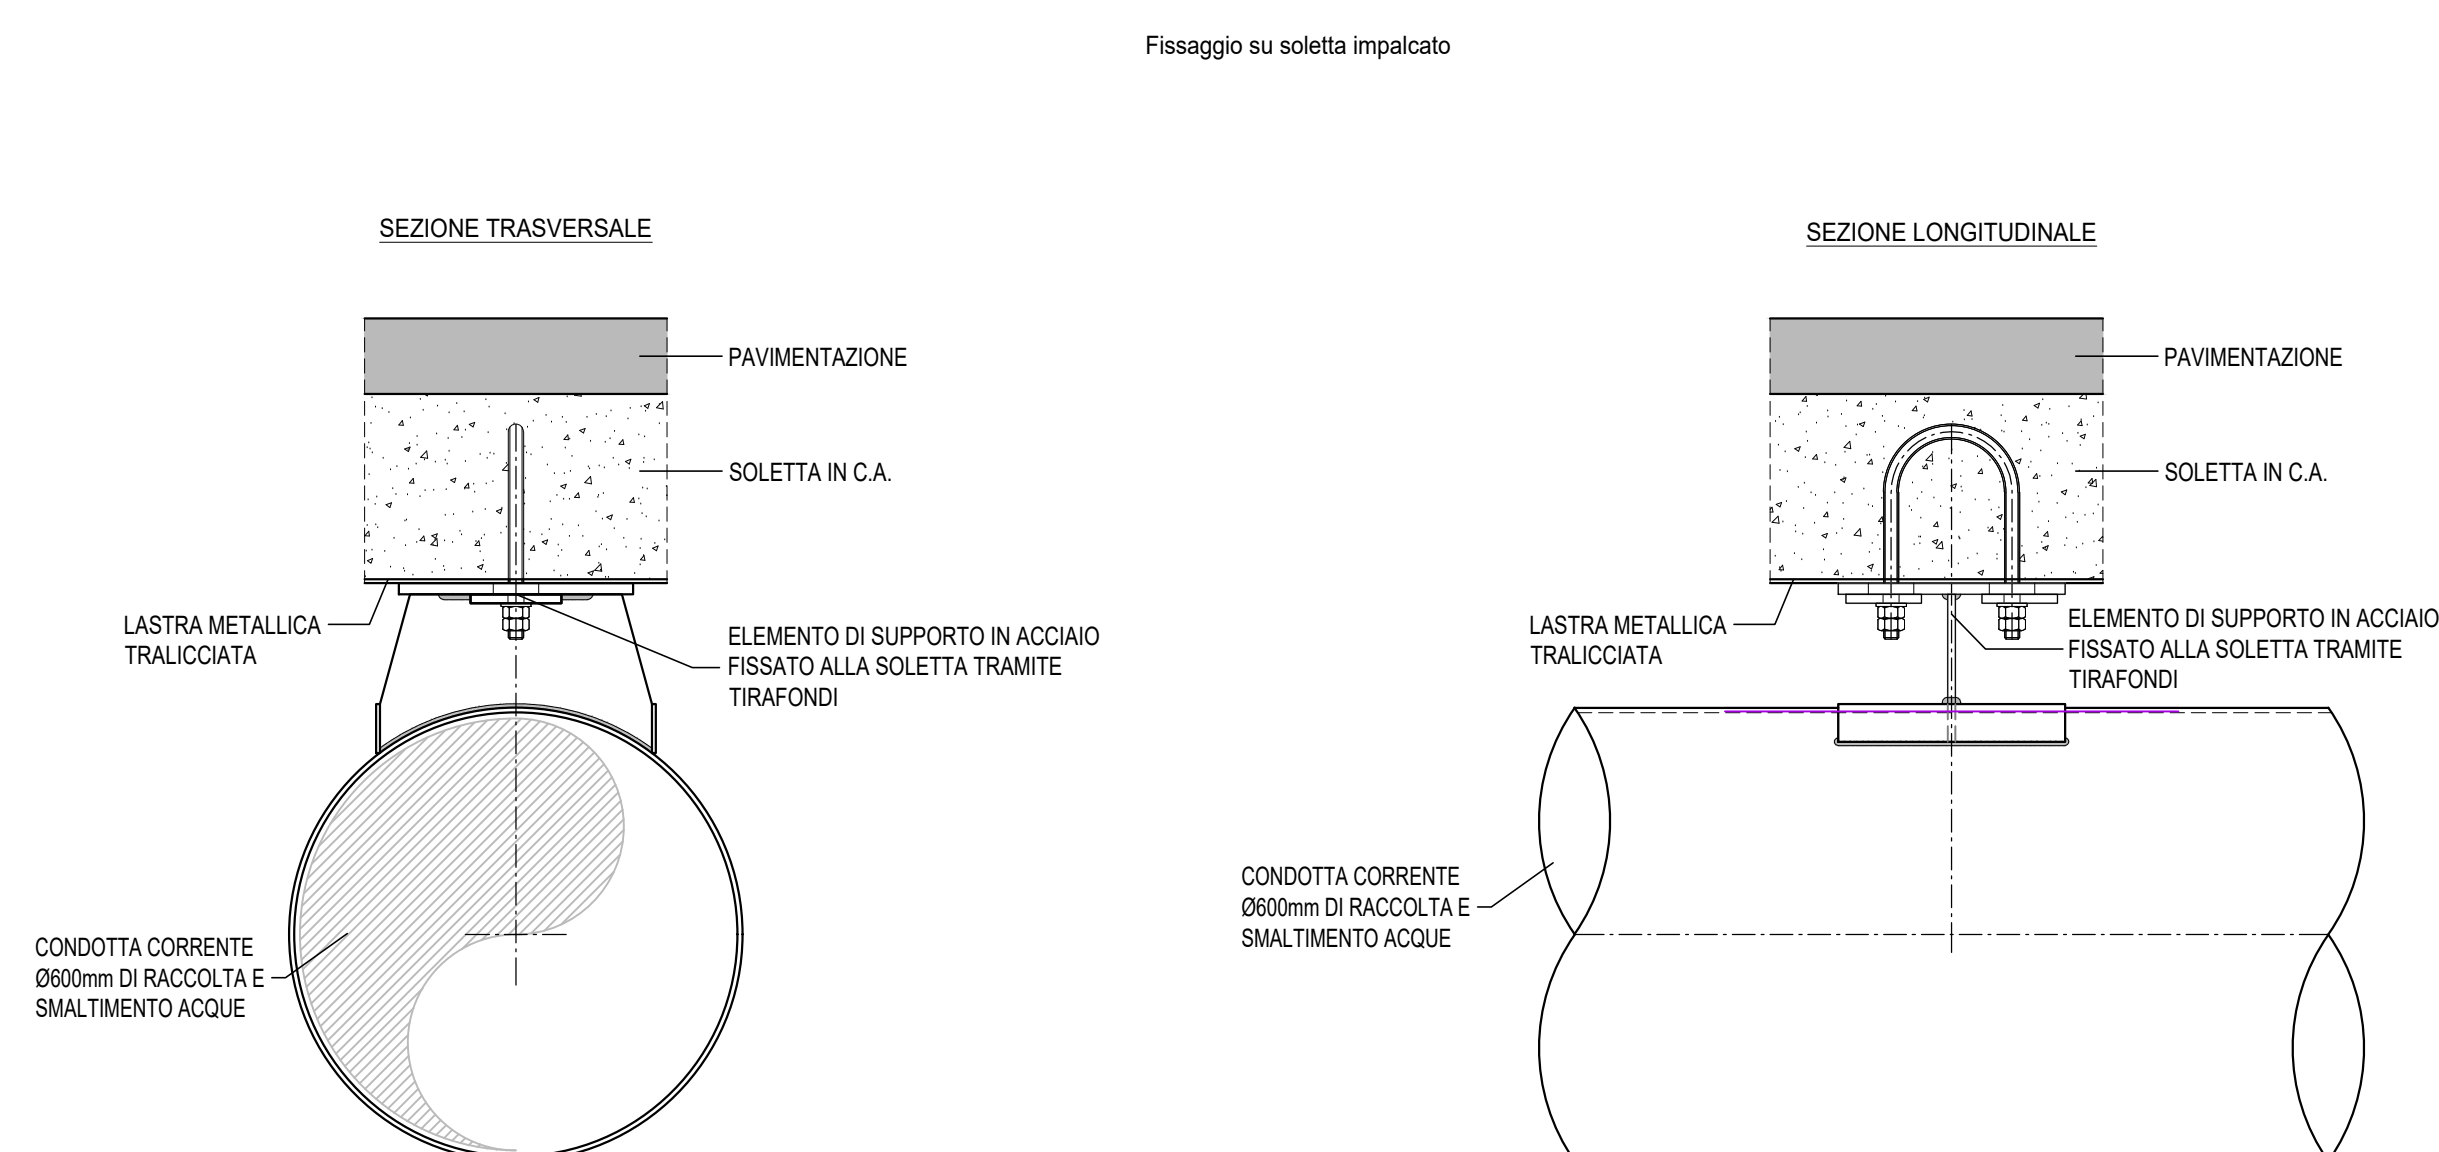 Fissaggio su soletta impalcato
SEZIONE TRASVERSALE
PAVIMENTAZIONE
SOLETTA IN C.A.
LASTRA METALLICA
TRALICCIATA
ELEMENTO DI SUPPORTO IN ACCIAIO
FISSATO ALLA SOLETTA TRAMITE
TIRAFONDI
CONDOTTA CORRENTE
Ø600mm DI RACCOLTA E
SMALTIMENTO ACQUE
SEZIONE LONGITUDINALE
PAVIMENTAZIONE
SOLETTA IN C.A.
LASTRA METALLICA
TRALICCIATA
ELEMENTO DI SUPPORTO IN ACCIAIO
FISSATO ALLA SOLETTA TRAMITE
TIRAFONDI
CONDOTTA CORRENTE
Ø600mm DI RACCOLTA E
SMALTIMENTO ACQUE